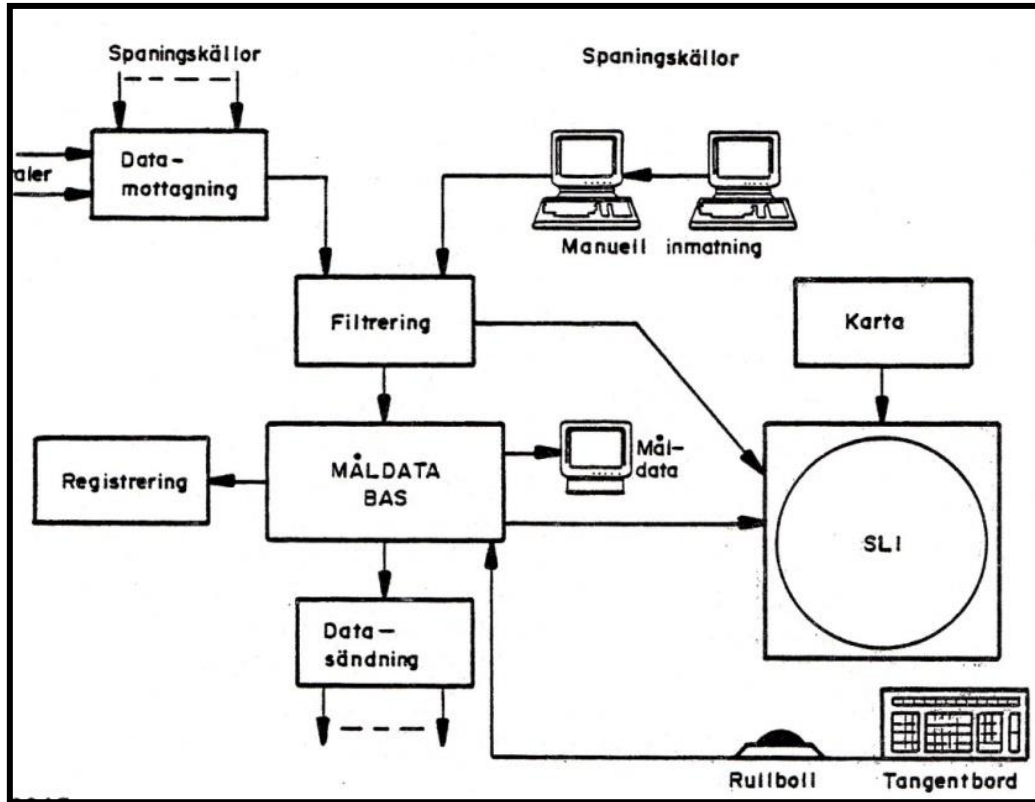 Spaningskällor
Spaningskällor
Data-
mottagning
Manuell inmatning
Filtrering
Karta
Registrering
MÅLDATA
BAS
Mål-
data
SLI
Data-
sändning
Rullboll
Tangentbord